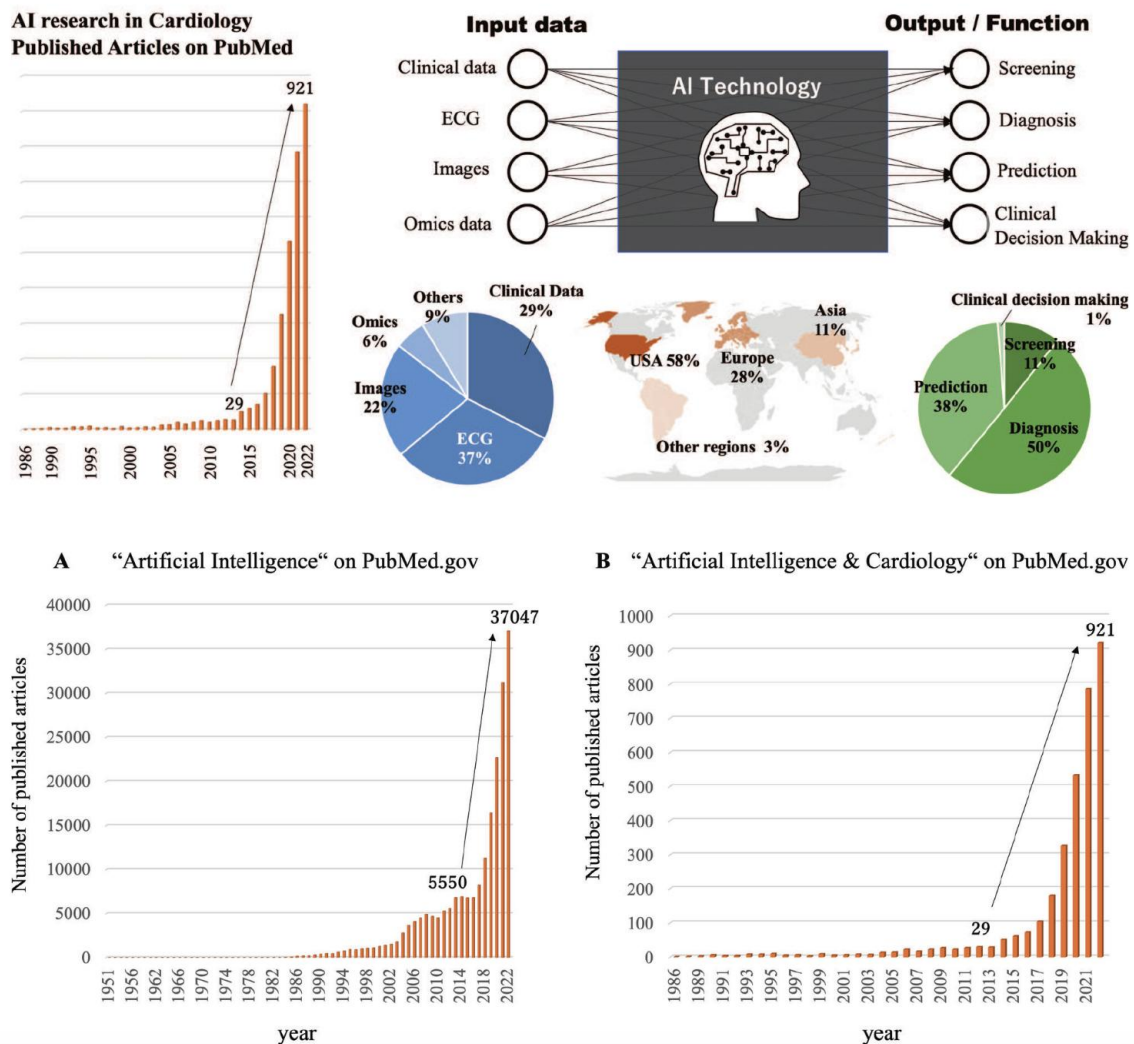 AI research in Cardiology
Published Articles on PubMed
921
29
1986
1990
1995
2000
2005
2010
2015
2020
2022
Input data
Clinical data
ECG
Images
Omics data
AI Technology
Output / Function
Screening
Diagnosis
Prediction
Clinical
Decision Making
Others
9%
Clinical Data
29%
Omics
6%
Images
22%
ECG
37%
Asia
11%
USA 58%
Europe
28%
Other regions 3%
Clinical decision making
1%
Screening
11%
Prediction
38%
Diagnosis
50%
A “Artificial Intelligence“ on PubMed.gov
Number of published articles
40000
35000
30000
25000
20000
15000
10000
5000
0
37047
5550
1951
1956
1962
1966
1970
1974
1978
1982
1986
1990
1994
1998
2002
2006
2010
2014
2018
2022
year
B “Artificial Intelligence & Cardiology“ on PubMed.gov
Number of published articles
1000
900
800
700
600
500
400
300
200
100
0
921
29
1986
1989
1991
1993
1995
1997
1999
2001
2003
2005
2007
2009
2011
2013
2015
2017
2019
2021
year